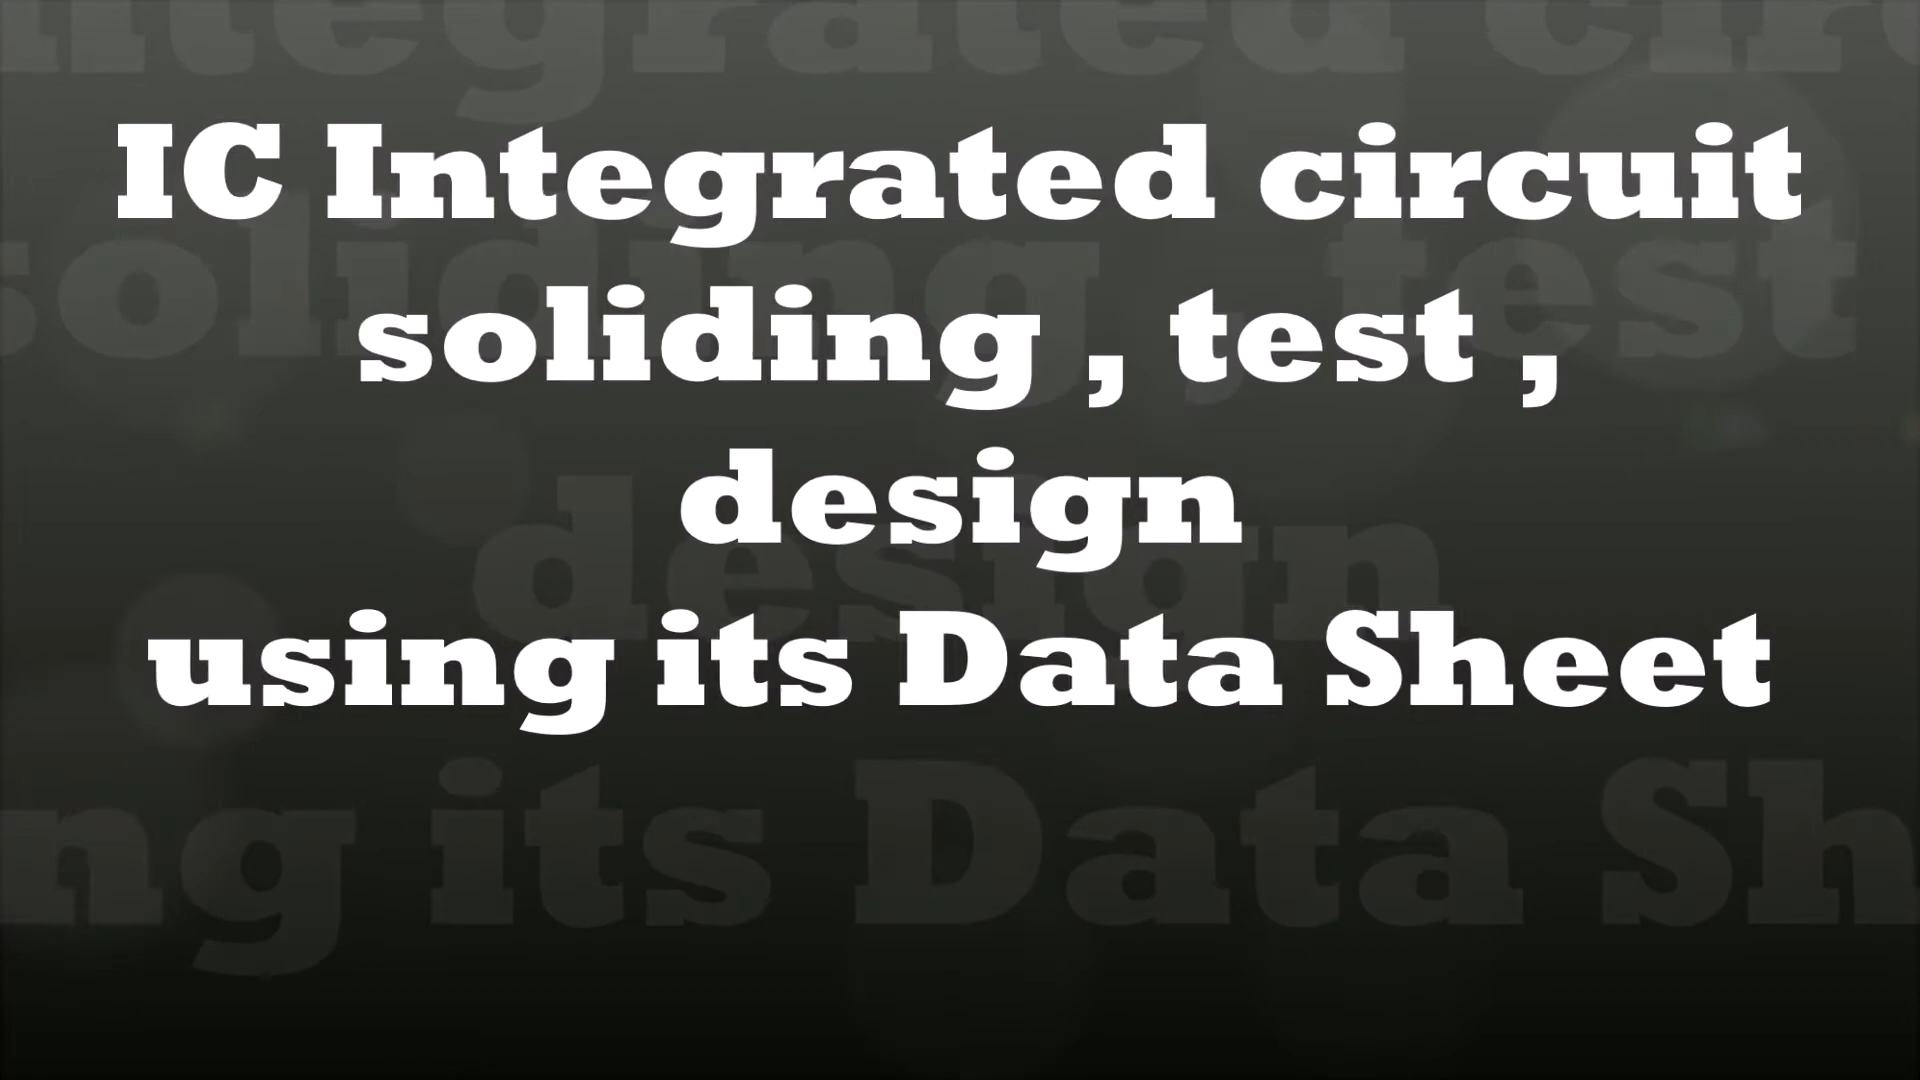 IC Integrated circuit
soliding , test ,
design
using its Data Sheet